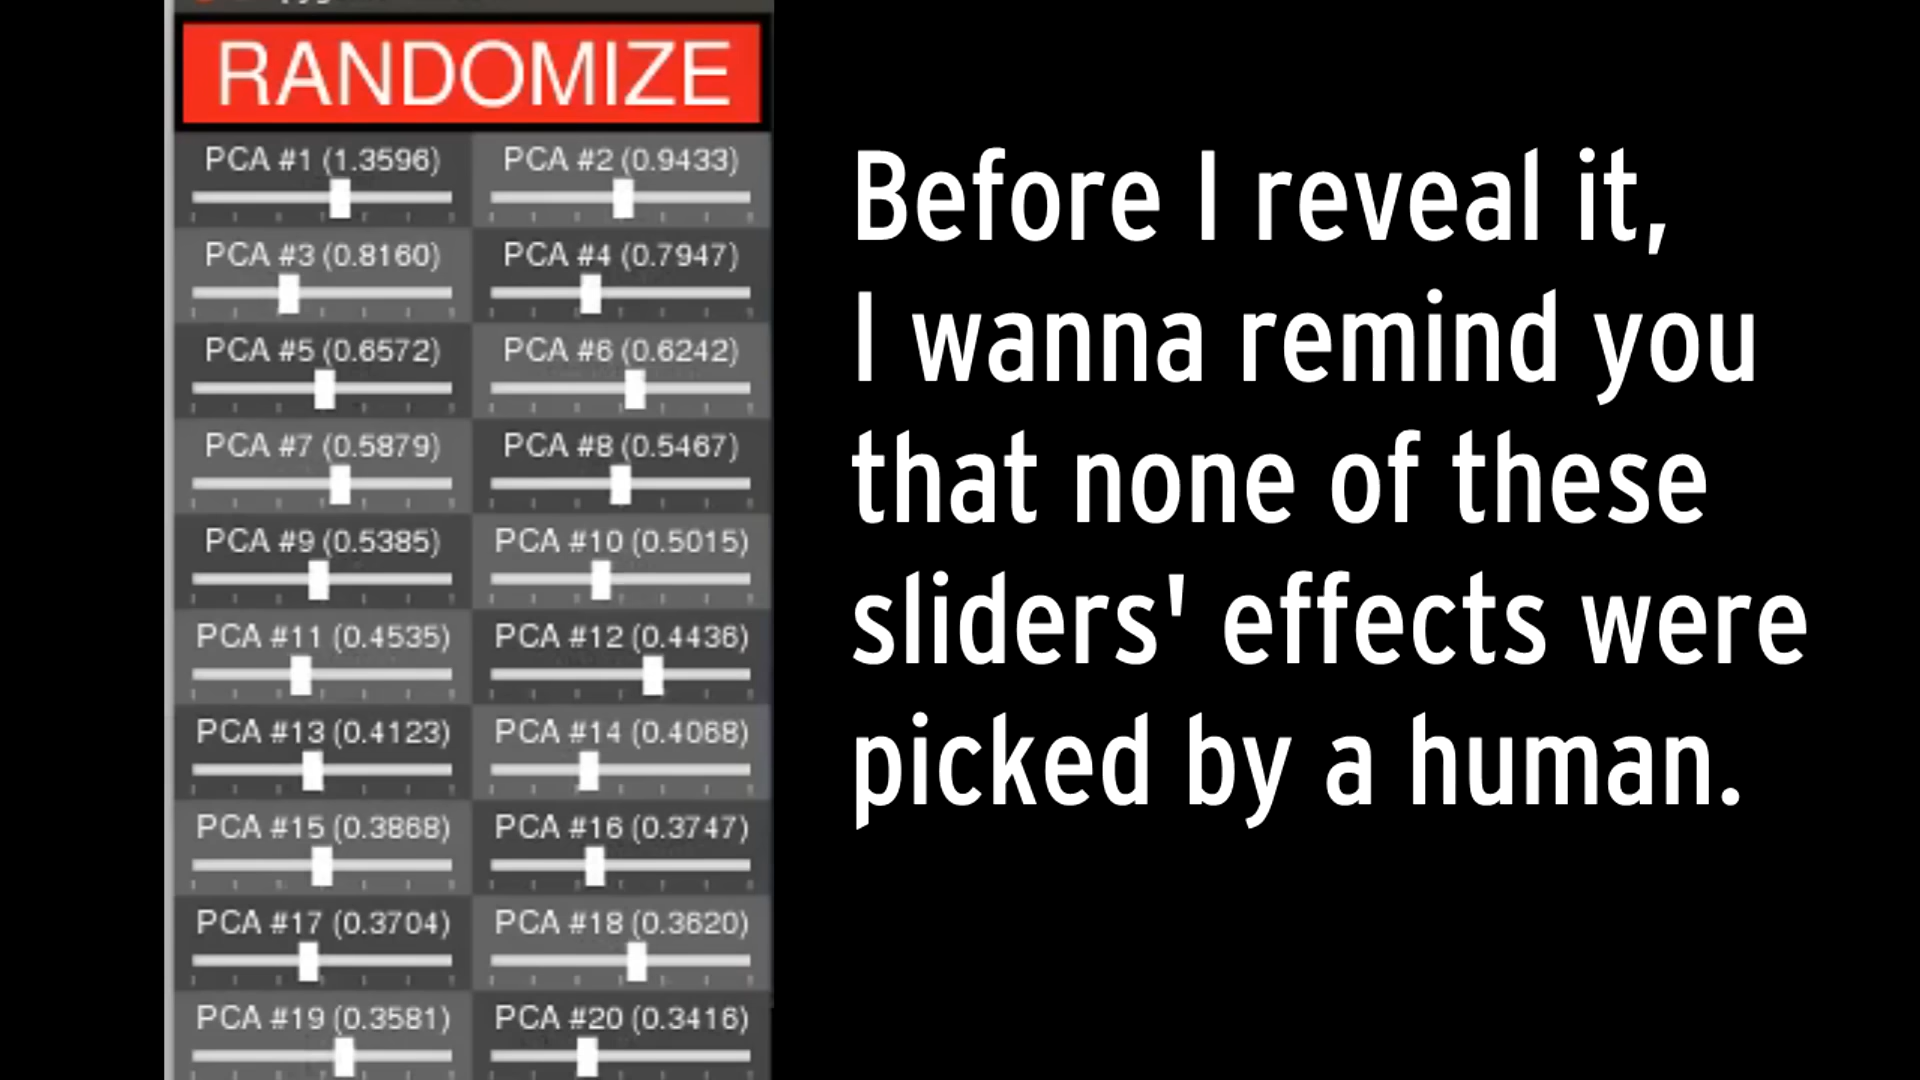 RANDOMIZE
PCA #1 (1.3596) PCA #2 (0.9433)
PCA #3 (0.8160) PCA #4 (0.7947)
PCA #5 (0.6572) PCA #6 (0.6242)
PCA #7 (0.5879) PCA #8 (0.5467)
PCA #9 (0.5385) PCA #10 (0.5015)
PCA #11 (0.4535) PCA #12 (0.4436)
PCA #13 (0.4123) PCA #14 (0.4068)
PCA #15 (0.3868) PCA #16 (0.3747)
PCA #17 (0.3704) PCA #18 (0.3620)
PCA #19 (0.3581) PCA #20 (0.3416)
Before I reveal it,
I wanna remind you
that none of these
sliders' effects were
picked by a human.